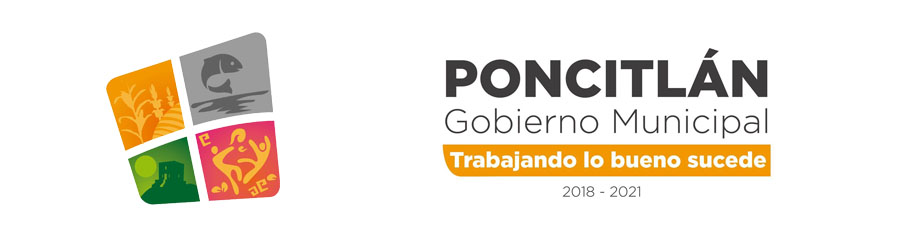 PONCITLÁN
Gobierno Municipal
Trabajando lo bueno sucede
2018 - 2021